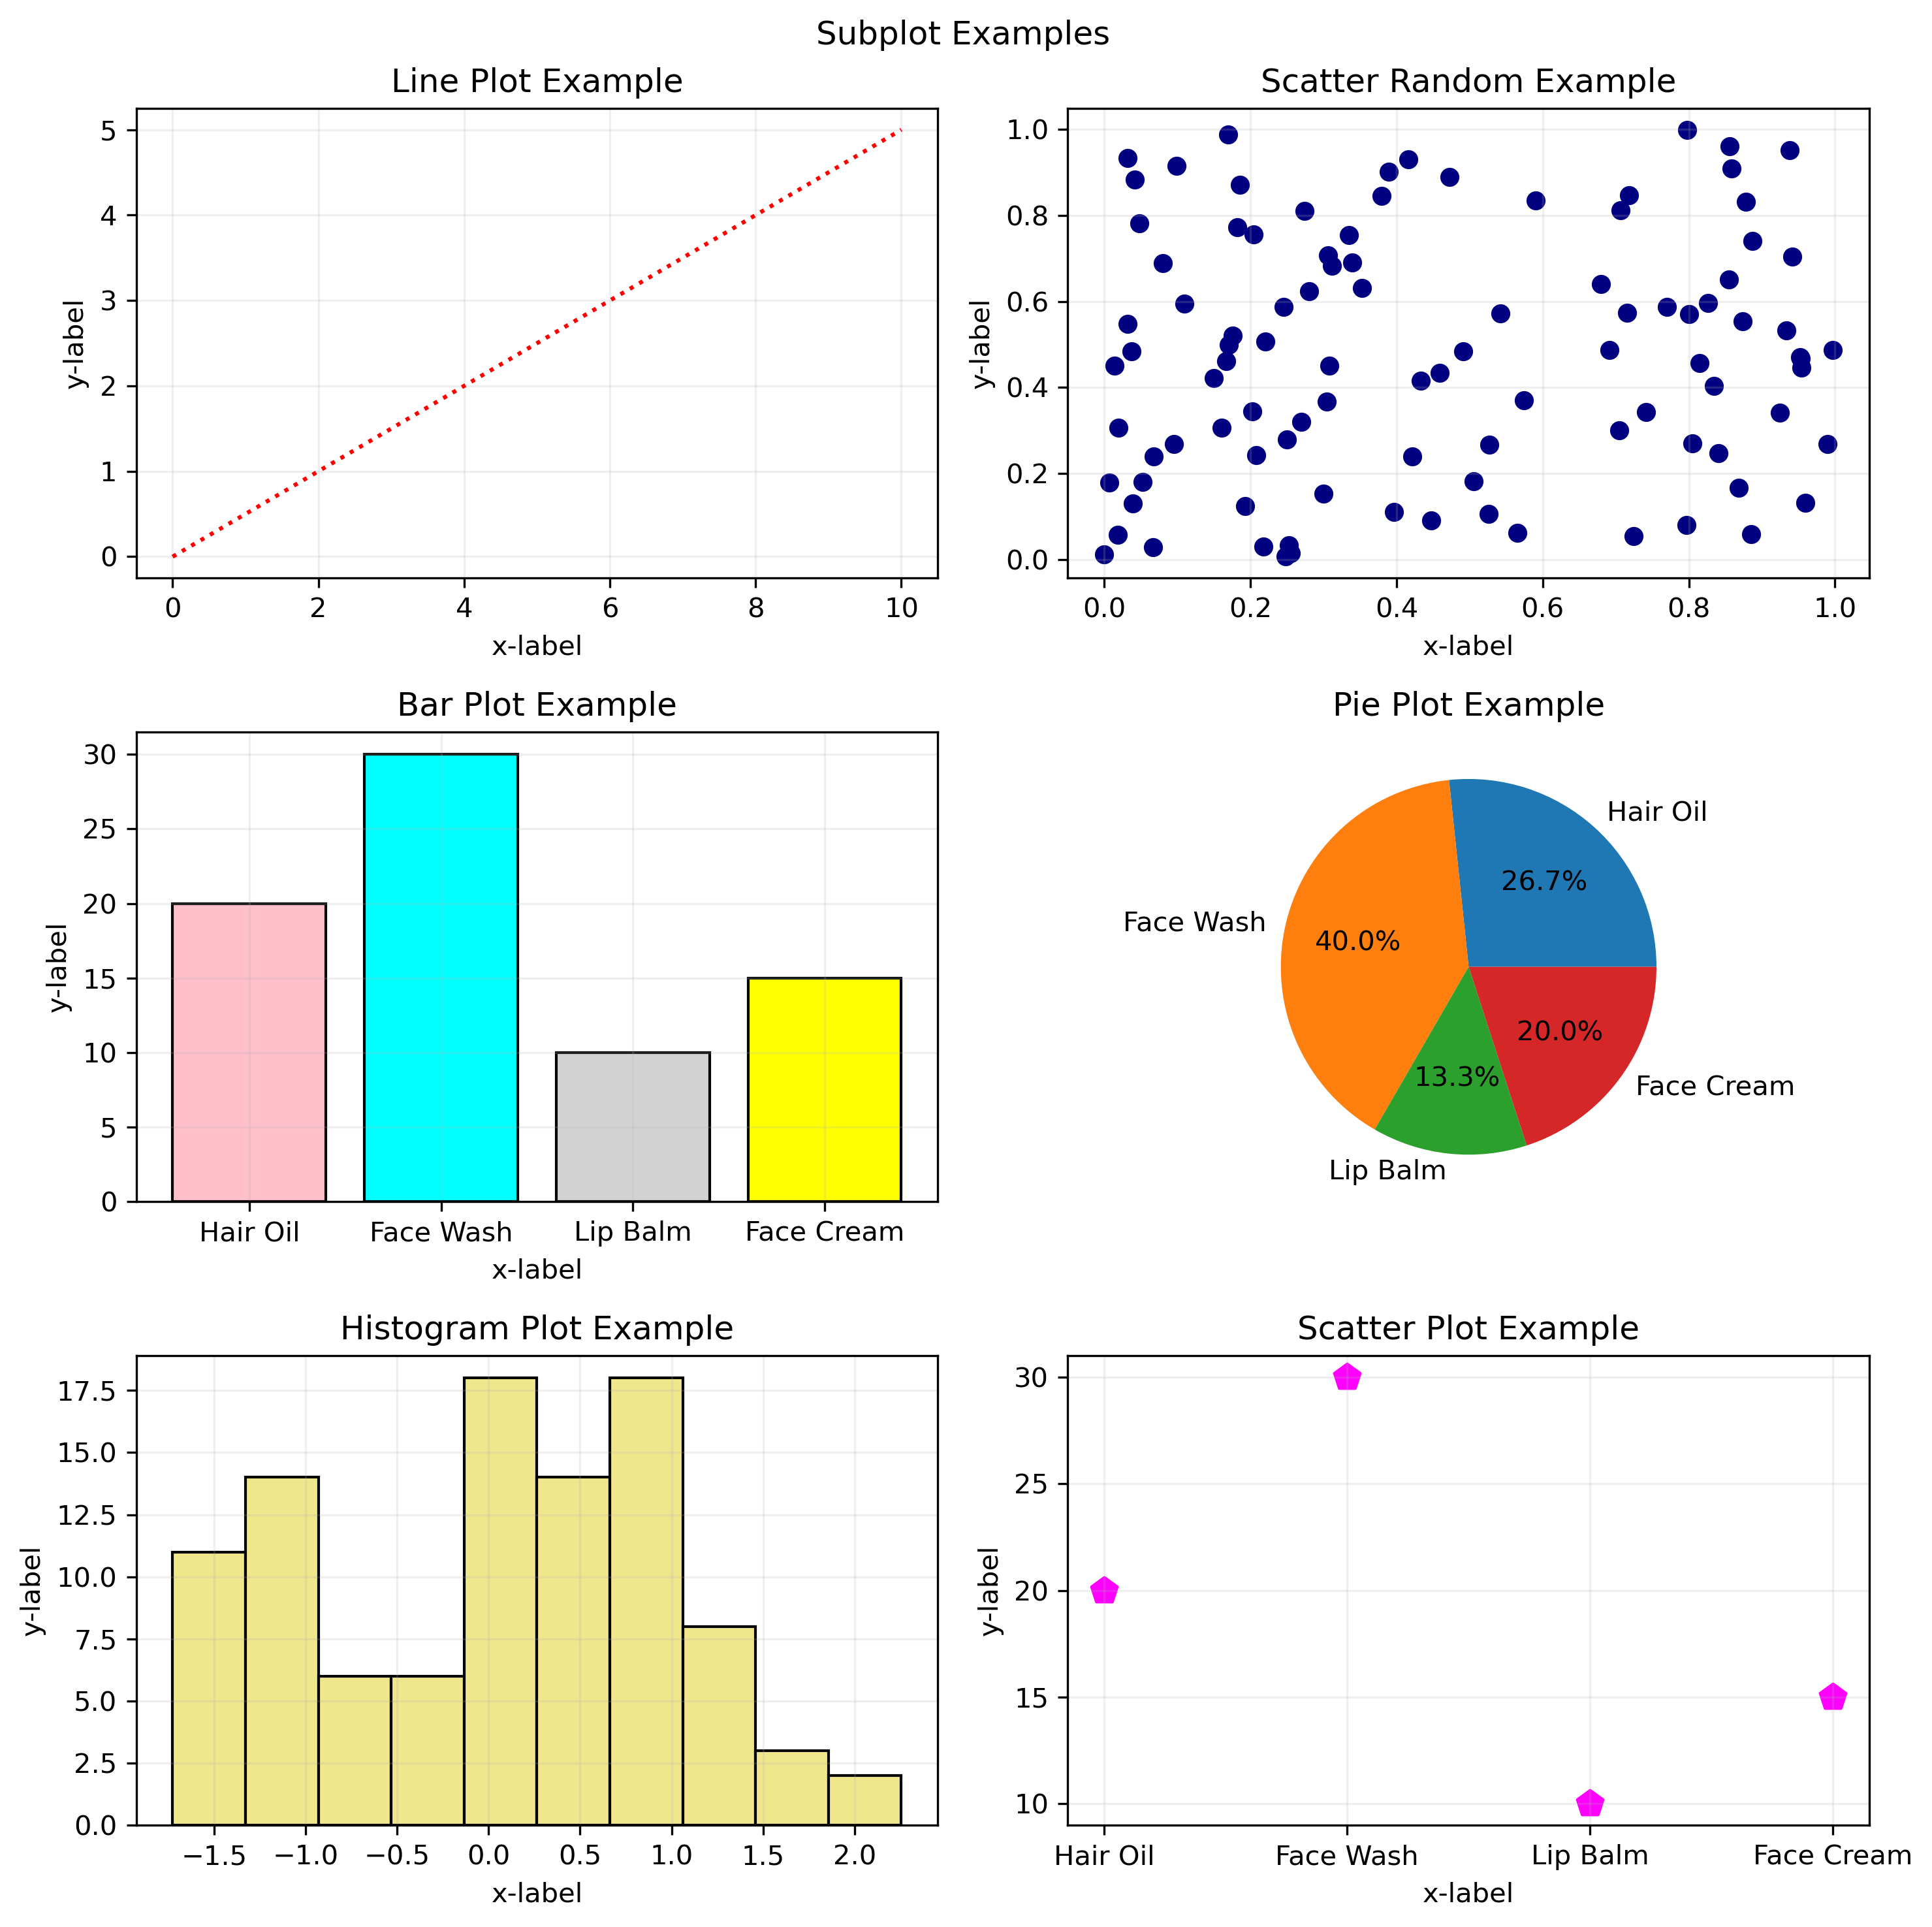 Subplot Examples
Line Plot Example
5
4
3
2
1
0
y-label
0 2 4 6 8 10
x-label
Scatter Random Example
1.0
0.8
0.6
0.4
0.2
0.0
y-label
0.0 0.2 0.4 0.6 0.8 1.0
x-label
Bar Plot Example
30
25
20
15
10
5
0
y-label
Hair Oil Face Wash Lip Balm Face Cream
x-label
Pie Plot Example
Hair Oil
26.7%
Face Wash
40.0%
20.0%
13.3%
Face Cream
Lip Balm
Histogram Plot Example
17.5
15.0
12.5
10.0
7.5
5.0
2.5
0.0
y-label
−1.5 −1.0 −0.5 0.0 0.5 1.0 1.5 2.0
x-label
Scatter Plot Example
30
25
20
15
10
y-label
Hair Oil Face Wash Lip Balm Face Cream
x-label